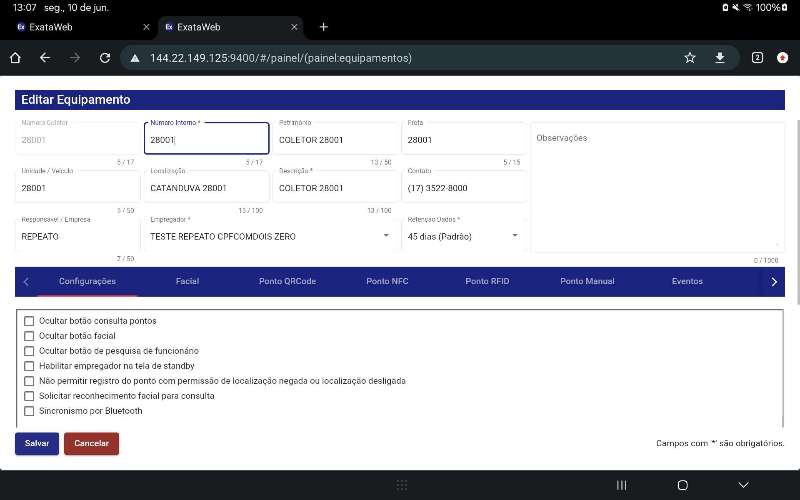 13:07 seg., 10 de jun. 100%
Ex ExataWeb Ex ExataWeb
144.22.149.125:9400/#/painel/(painel:equipamentos) 2
Editar Equipamento
Número Coletor Número Interno * Patrimônio Prefa Observações
28001 28001 COLETOR 28001 28001
5 / 17 5 / 17 13 / 50 5 / 15
Unidade / Veículo Localização Descrição * Contato
28001 CATANDUVA 28001 COLETOR 28001 (17) 3522-8000
5 / 50 15 / 100 13 / 100
Responsável / Empresa Empregador * Retenção Dados *
REPEATO TESTE REPEATO CPFCOMDOIS ZERO 45 dias (Padrão)
7 / 50 0 / 1000
Configurações Facial Ponto QRCode Ponto NFC Ponto RFID Ponto Manual Eventos
Ocultar botão consulta pontos
Ocultar botão facial
Ocultar botão de pesquisa de funcionário
Habilitar empregador na tela de standby
Não permitir registro do ponto com permissão de localização negada ou localização desligada
Solicitar reconhecimento facial para consulta
Sincronismo por Bluetooth
Salvar Cancelar Campos com '*' são obrigatórios.